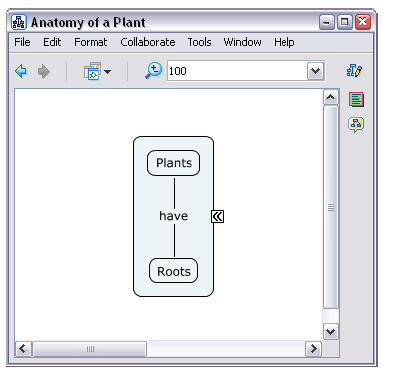 Anatomy of a Plant
File Edit Format Collaborate Tools Window Help
100
Plants
have
Roots